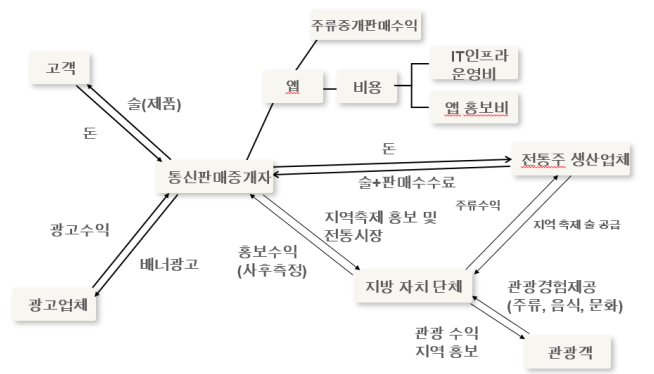 주류중개판매수익
고객
앱
비용
IT인프라
운영비
앱 홍보비
술(제품)
돈
돈
통신판매중개자
전통주 생산업체
술+판매수수료
주류수익
지역 축제 술 공급
광고수익
배너광고
지역축제 홍보 및
전통시장
홍보수익
(사후측정)
광고업체
지방 자치 단체
관광경험제공
(주류, 음식, 문화)
관광 수익
지역 홍보
관광객